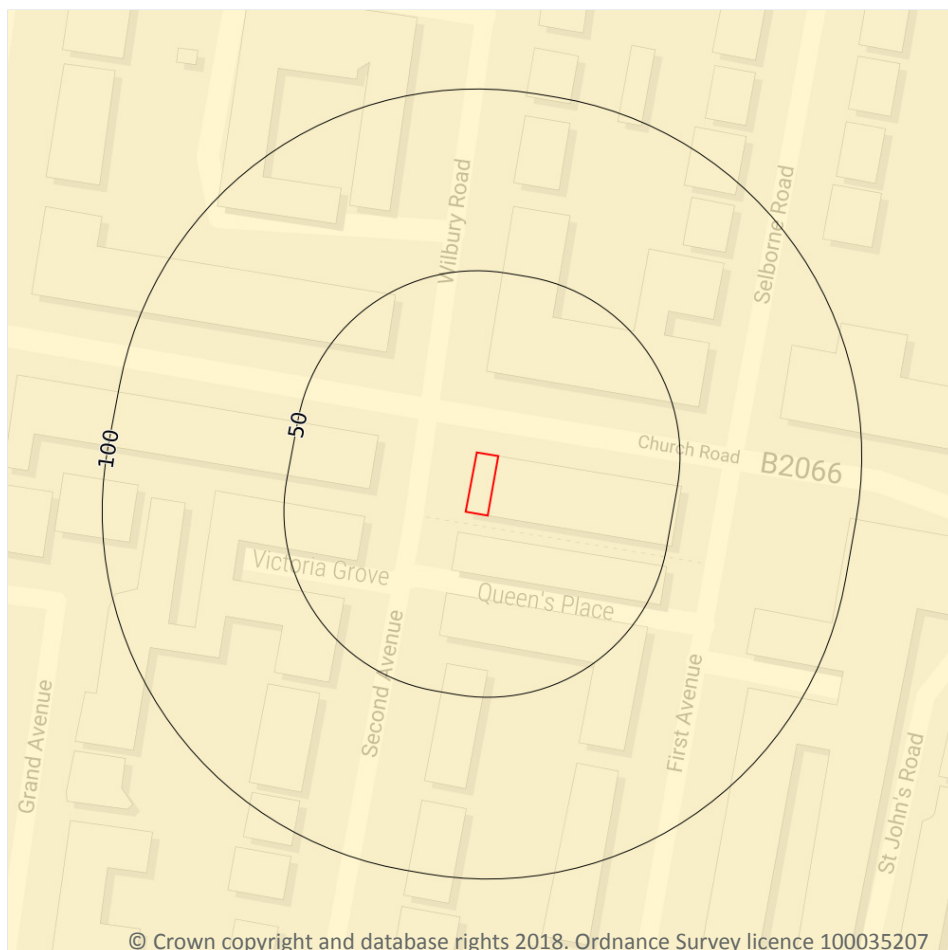 Wilbury Road
Selborne Road
50
100
Church Road
B2066
Victoria Grove
Queen's Place
Second Avenue
First Avenue
Grand Avenue
St John's Road
© Crown copyright and database rights 2018. Ordnance Survey licence 100035207